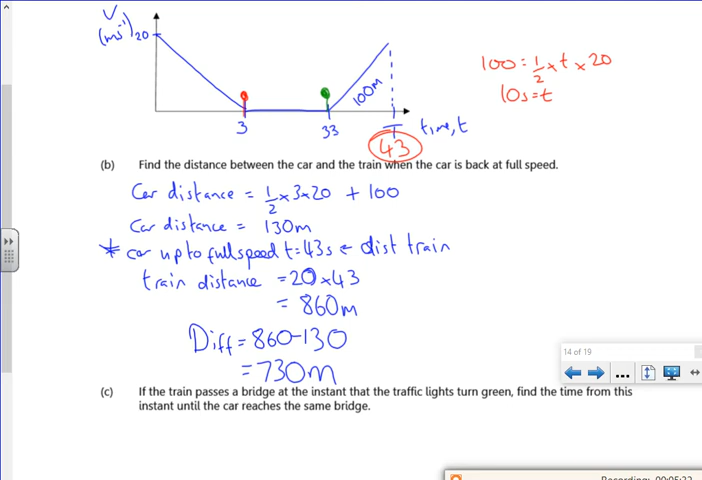 V
(ms⁻¹) 20
100m
3
33
T
time, t
43
100 = 1/2 × t × 20
10s = t
(b) Find the distance between the car and the train when the car is back at full speed.
Car distance = 1/2 × 3 × 20 + 100
Car distance = 130m
* car up to full speed t = 43s ← dist train
train distance = 20 × 43
= 860m
Diff = 860 - 130
= 730m
14 of 19
...
(c) If the train passes a bridge at the instant that the traffic lights turn green, find the time from this
instant until the car reaches the same bridge.